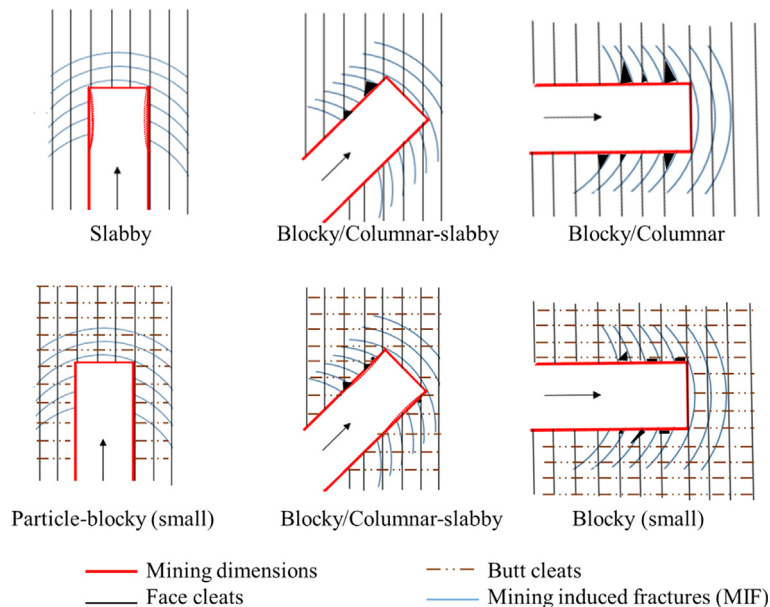 Slabby
Blocky/Columnar-slabby
Blocky/Columnar
Particle-blocky (small)
Blocky/Columnar-slabby
Blocky (small)
Mining dimensions
Butt cleats
Face cleats
Mining induced fractures (MIF)